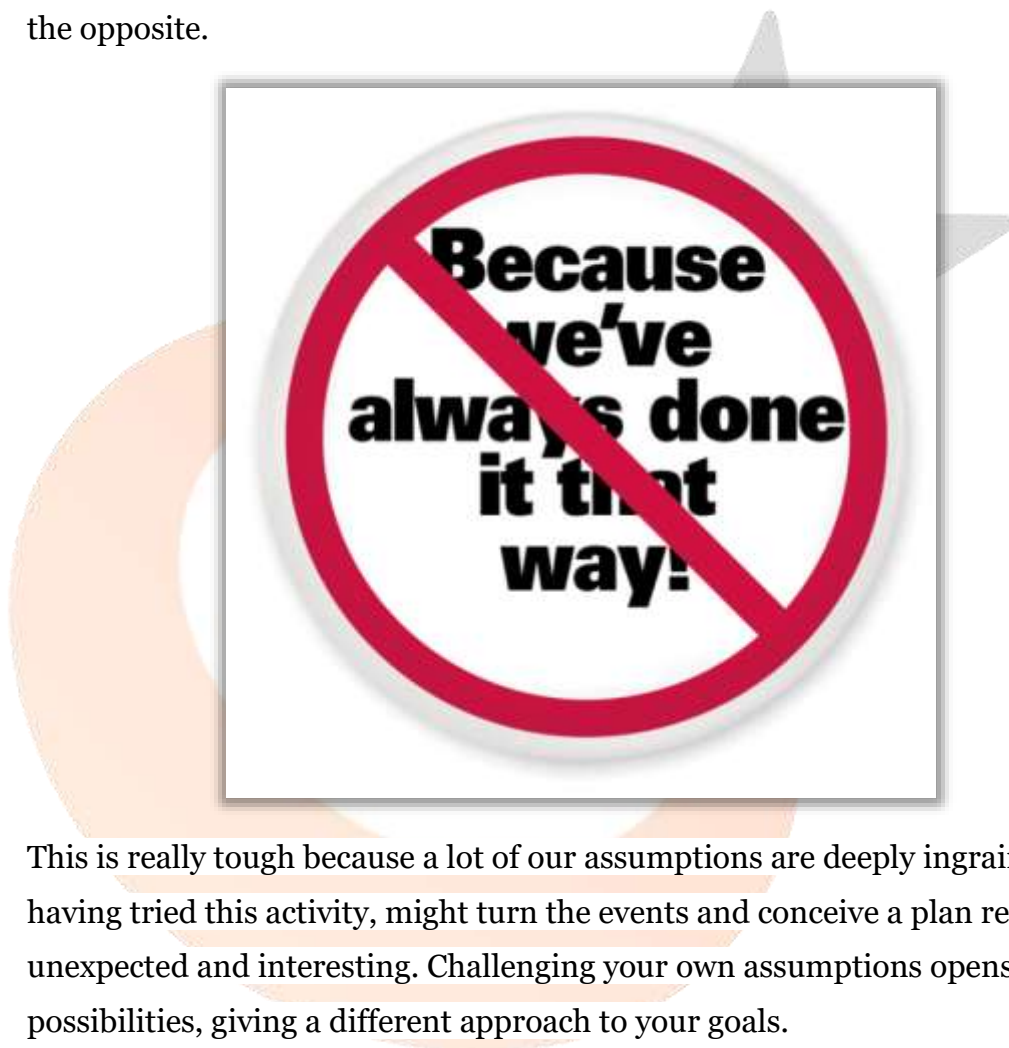 the opposite.
Because
we've
always done
it that
way!
This is really tough because a lot of our assumptions are deeply
having tried this activity, might turn the events and conceive a plan
unexpected and interesting. Challenging your own assumptions opens
possibilities, giving a different approach to your goals.